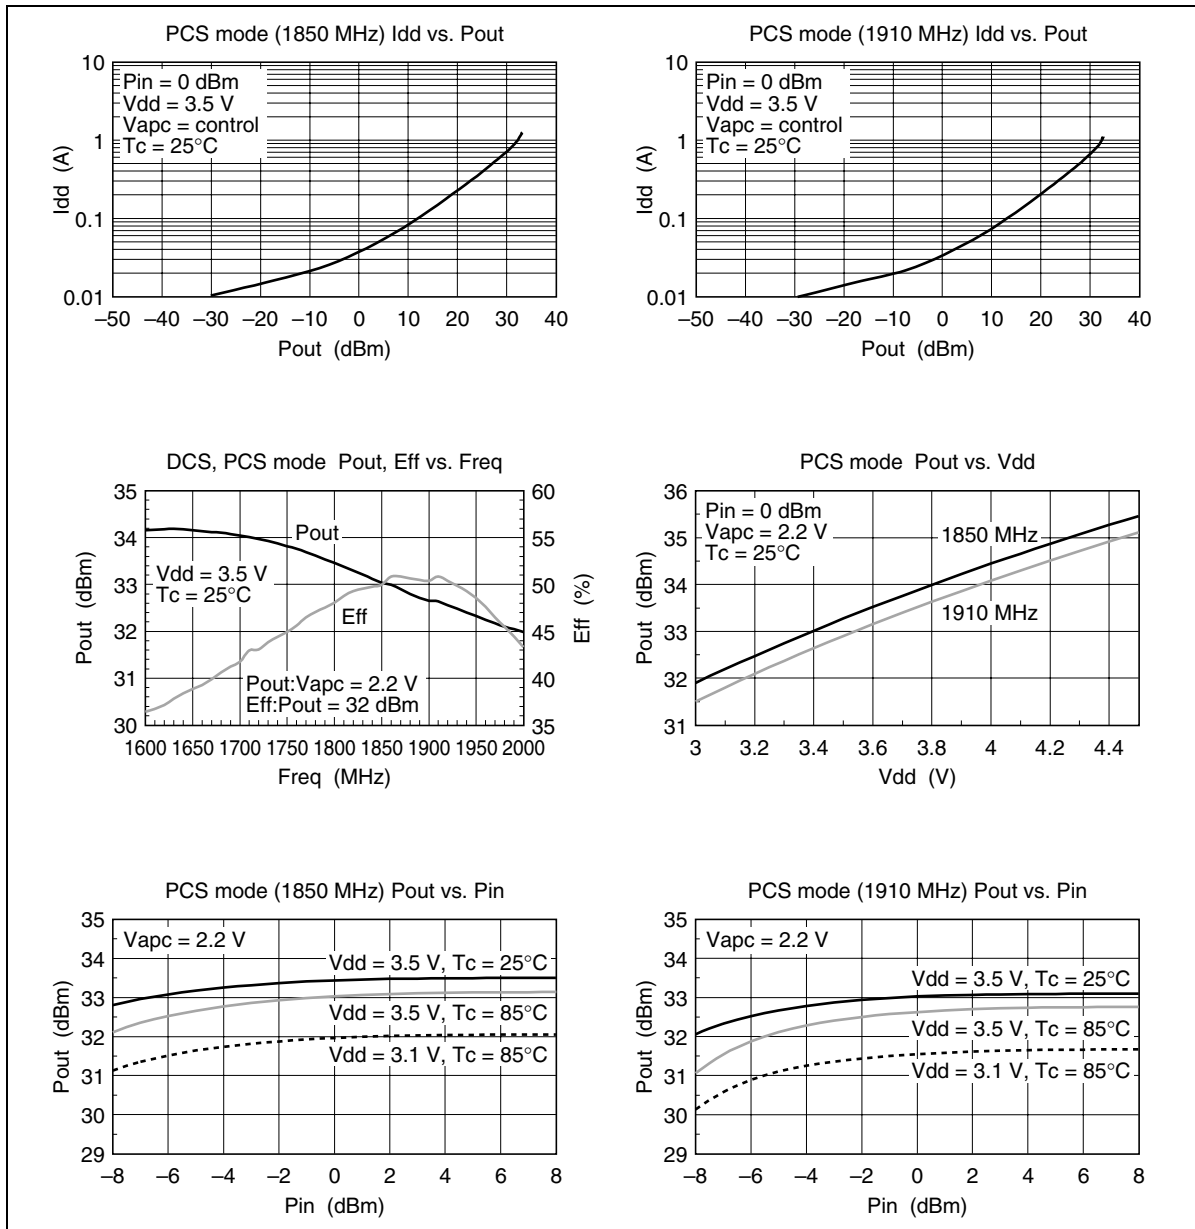 PCS mode (1850 MHz) Idd vs. Pout
10
1
0.1
0.01
Idd (A)
Pin = 0 dBm
Vdd = 3.5 V
Vapc = control
Tc = 25°C
–50 –40 –30 –20 –10 0 10 20 30 40
Pout (dBm)
PCS mode (1910 MHz) Idd vs. Pout
10
1
0.1
0.01
Idd (A)
Pin = 0 dBm
Vdd = 3.5 V
Vapc = control
Tc = 25°C
–50 –40 –30 –20 –10 0 10 20 30 40
Pout (dBm)
DCS, PCS mode Pout, Eff vs. Freq
35
34
33
32
31
30
Pout (dBm)
Pout
Vdd = 3.5 V
Tc = 25°C
Eff
Pout:Vapc = 2.2 V
Eff:Pout = 32 dBm
60
55
50
45
40
35
Eff (%)
1600 1650 1700 1750 1800 1850 1900 1950 2000
Freq (MHz)
PCS mode Pout vs. Vdd
36
35
34
33
32
31
Pout (dBm)
Pin = 0 dBm
Vapc = 2.2 V
Tc = 25°C
1850 MHz
1910 MHz
3 3.2 3.4 3.6 3.8 4 4.2 4.4
Vdd (V)
PCS mode (1850 MHz) Pout vs. Pin
35
34
33
32
31
30
29
Pout (dBm)
Vapc = 2.2 V
Vdd = 3.5 V, Tc = 25°C
Vdd = 3.5 V, Tc = 85°C
Vdd = 3.1 V, Tc = 85°C
–8 –6 –4 –2 0 2 4 6 8
Pin (dBm)
PCS mode (1910 MHz) Pout vs. Pin
35
34
33
32
31
30
29
Pout (dBm)
Vapc = 2.2 V
Vdd = 3.5 V, Tc = 25°C
Vdd = 3.5 V, Tc = 85°C
Vdd = 3.1 V, Tc = 85°C
–8 –6 –4 –2 0 2 4 6 8
Pin (dBm)